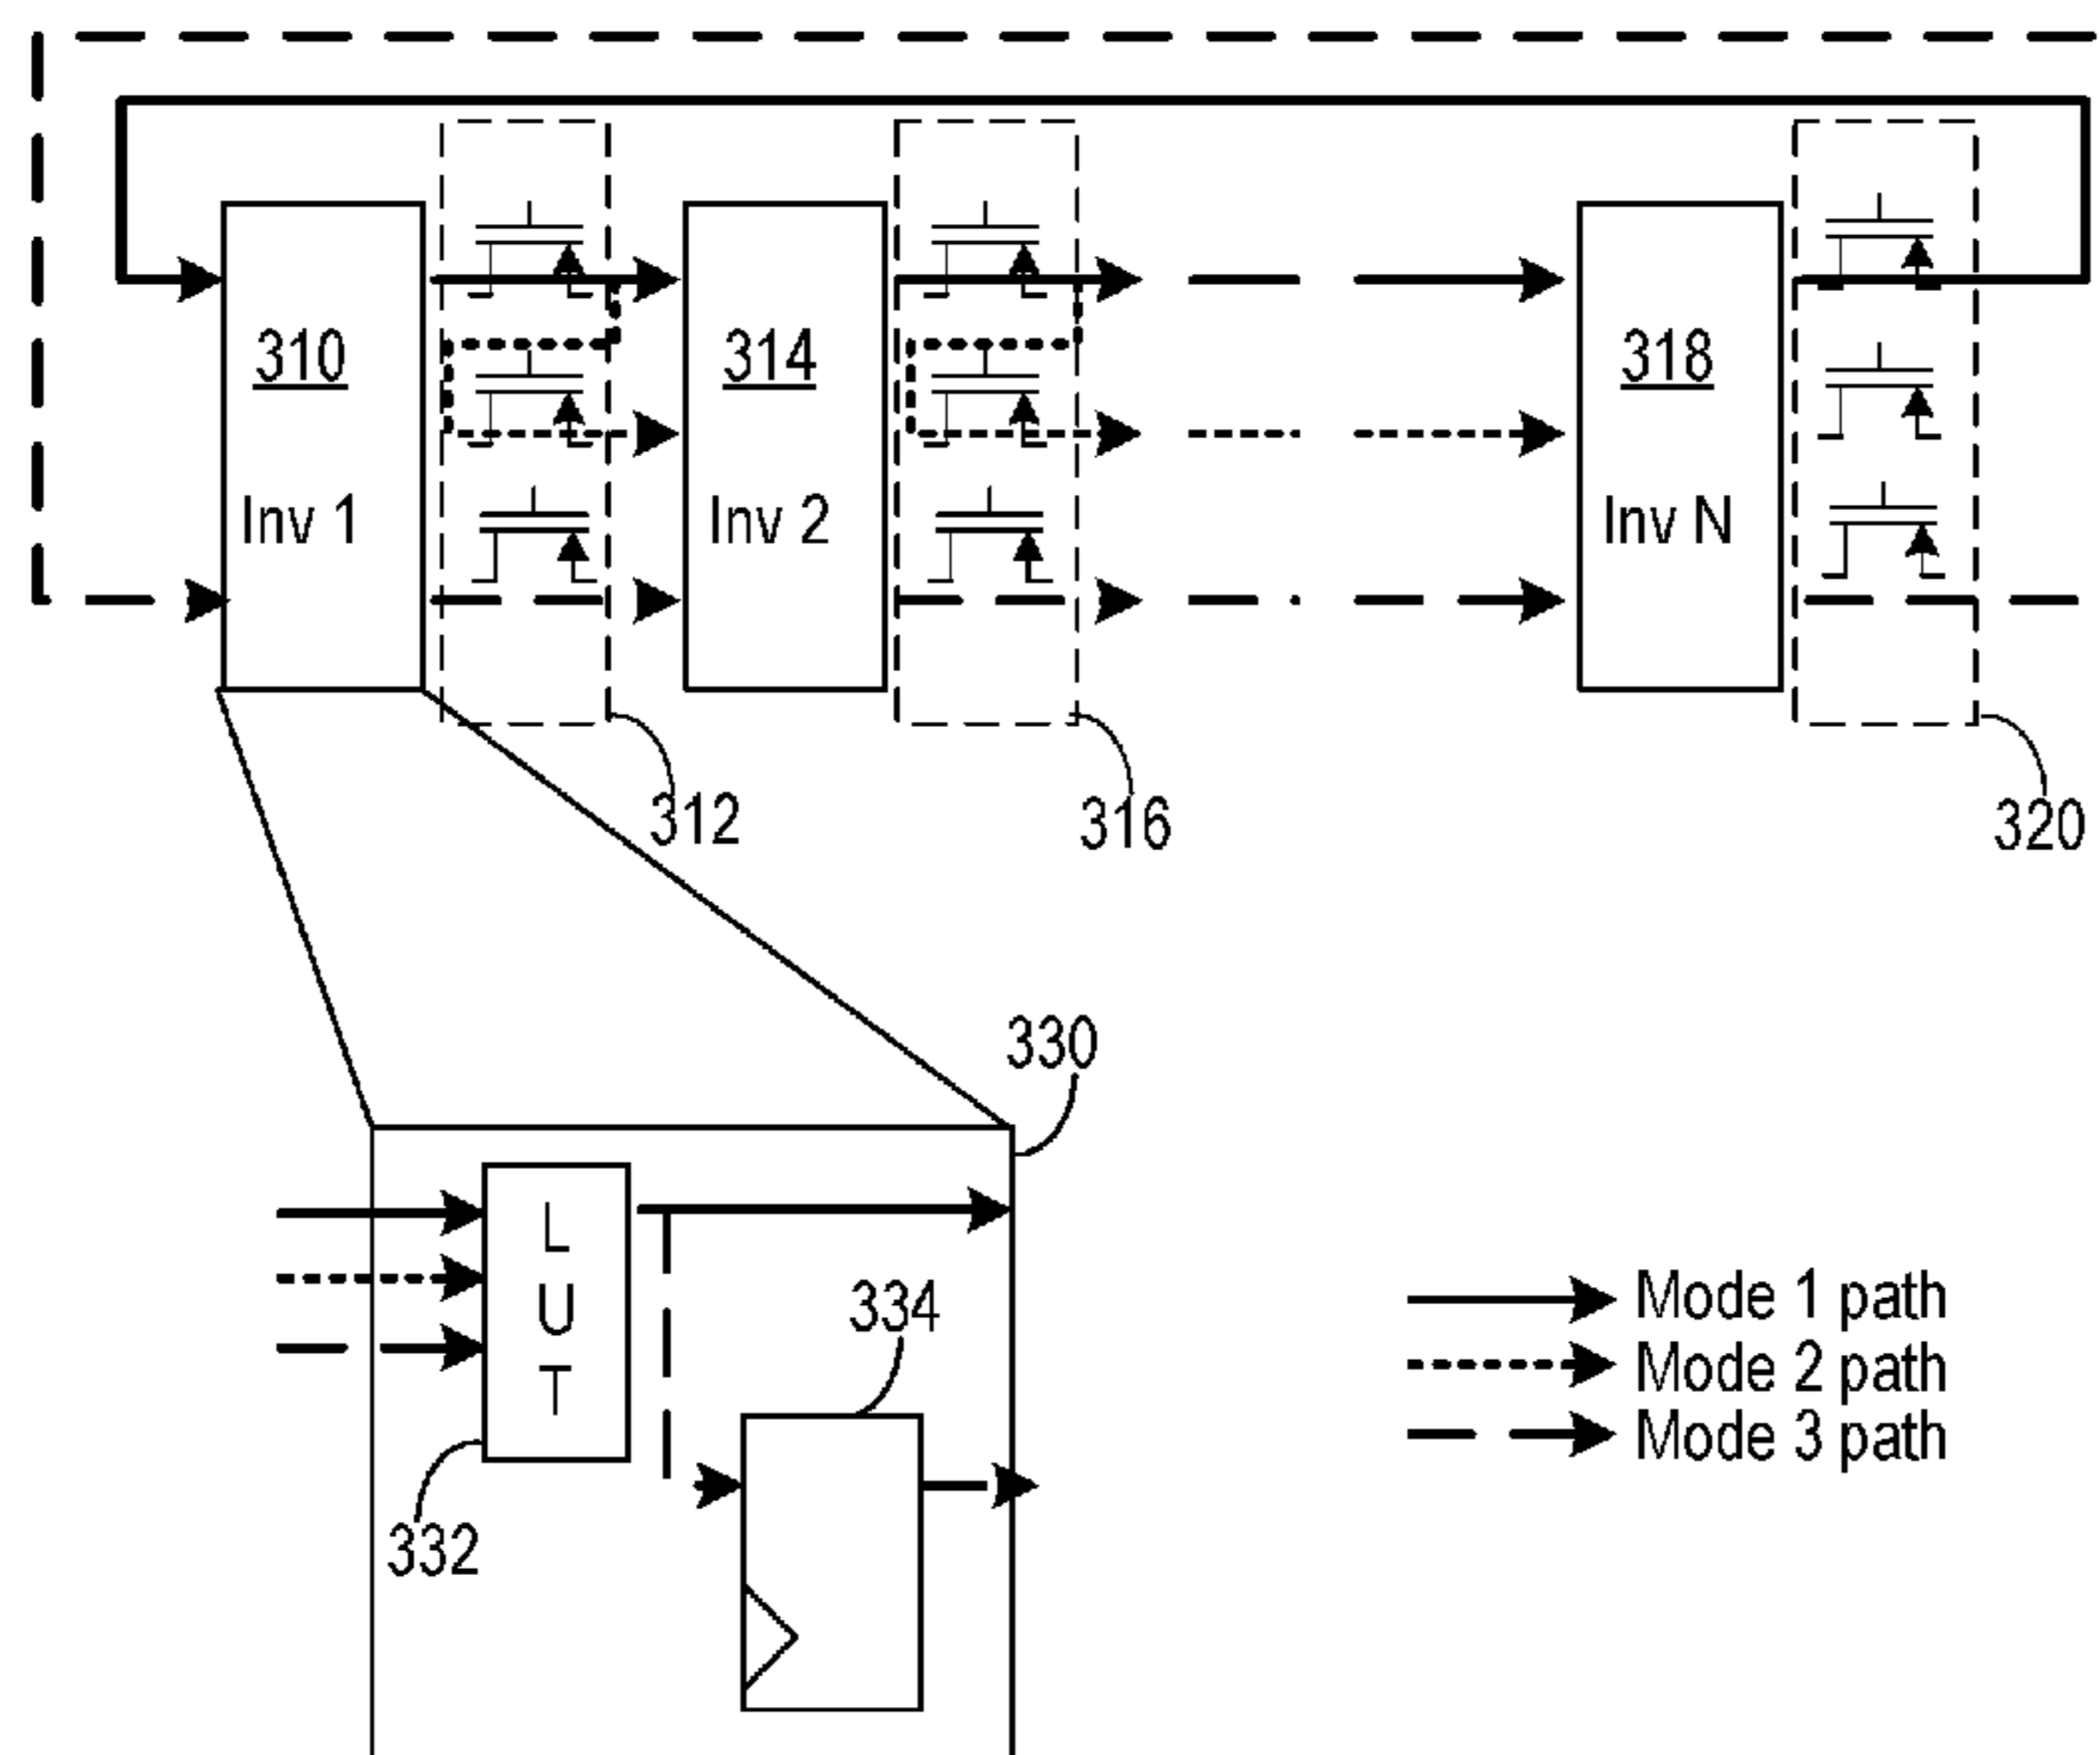 310
314
318
Inv 1
Inv 2
Inv N
312
316
320
330
L
U
T
334
332
Mode 1 path
Mode 2 path
Mode 3 path